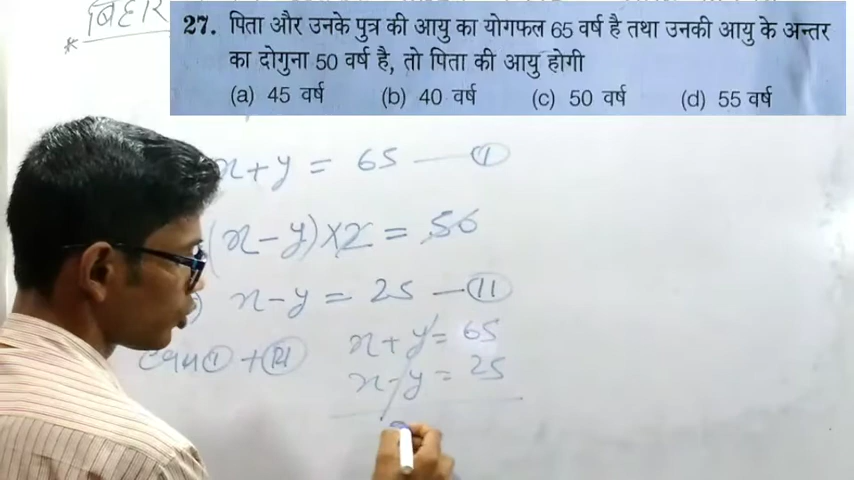 बिहार
27. पिता और उनके पुत्र की आयु का योगफल 65 वर्ष है तथा उनकी आयु के अन्तर
का दोगुना 50 वर्ष है, तो पिता की आयु होगी
(a) 45 वर्ष (b) 40 वर्ष (c) 50 वर्ष (d) 55 वर्ष
x+y = 65 — I
(x-y)×2 = 50
x-y = 25 — II
x+y = 65
x-y = 25